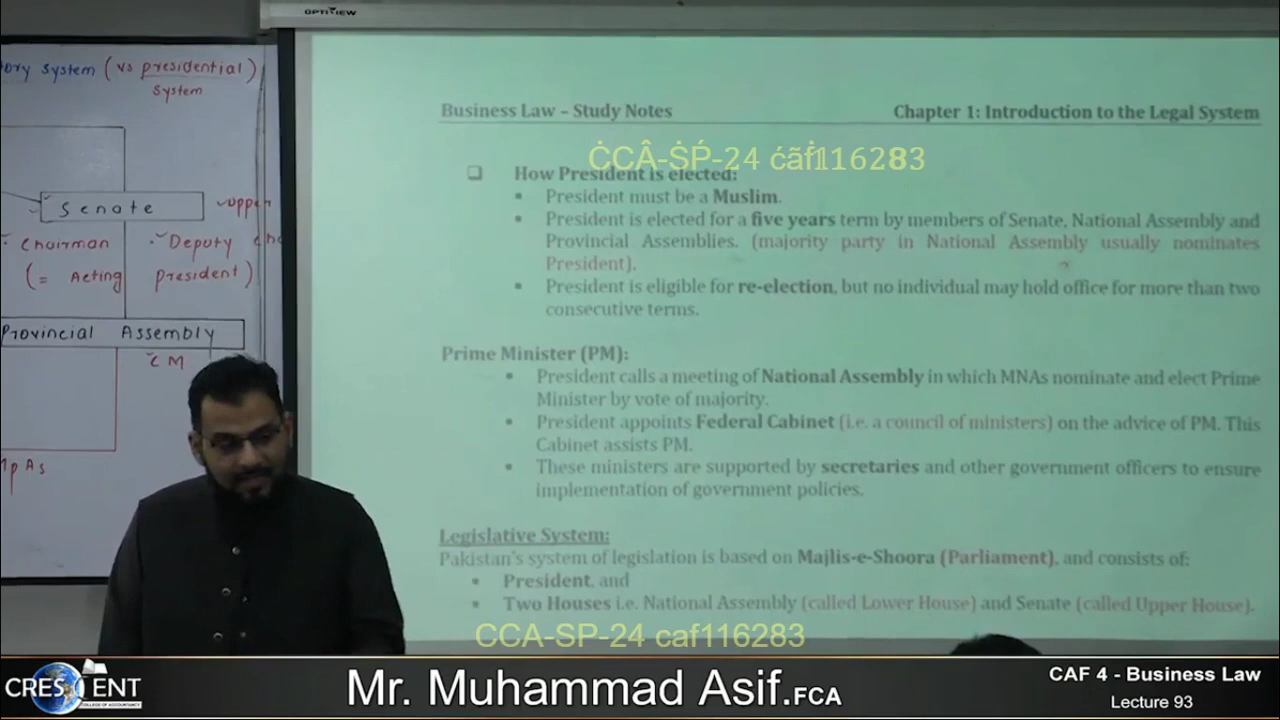 OPTIVIEW
ory system (vs presidential)
system
Senate
upper
Chairman
Deputy
(= Acting president)
Provincial Assembly
CM
MPAs
Business Law – Study Notes Chapter 1: Introduction to the Legal System
ĊCÂ-ṠṔ-24 ćãḟ116283
❑ How President is elected:
▪ President must be a Muslim.
▪ President is elected for a five years term by members of Senate, National Assembly and
Provincial Assemblies. (majority party in National Assembly usually nominates
President).
▪ President is eligible for re-election, but no individual may hold office for more than two
consecutive terms.
Prime Minister (PM):
▪ President calls a meeting of National Assembly in which MNAs nominate and elect Prime
Minister by vote of majority.
▪ President appoints Federal Cabinet (i.e. a council of ministers) on the advice of PM. This
Cabinet assists PM.
▪ These ministers are supported by secretaries and other government officers to ensure
implementation of government policies.
Legislative System:
Pakistan's system of legislation is based on Majlis-e-Shoora (Parliament), and consists of:
▪ President, and
▪ Two Houses i.e. National Assembly (called Lower House) and Senate (called Upper House).
CCA-SP-24 caf116283
CRESCENT
COLLEGE OF ACCOUNTANCY
Mr. Muhammad Asif.FCA
CAF 4 - Business Law
Lecture 93